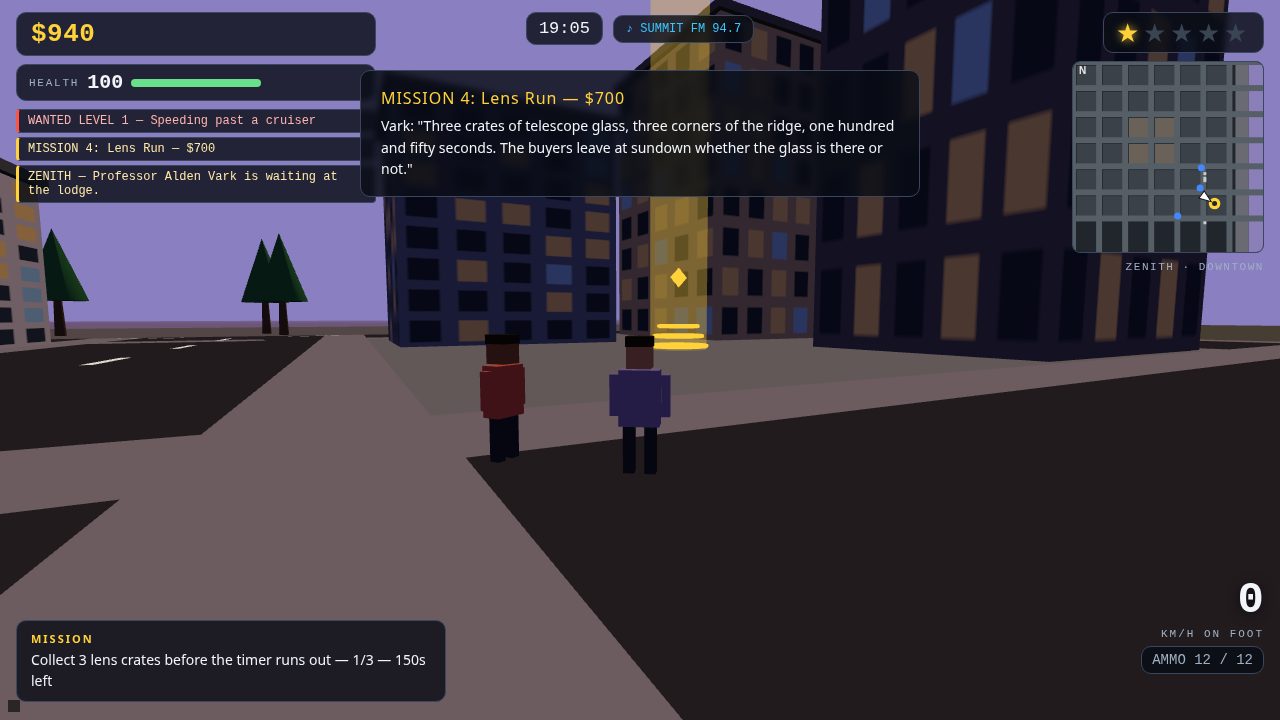 $940
19:05
♪ SUMMIT FM 94.7
HEALTH 100
WANTED LEVEL 1 — Speeding past a cruiser
MISSION 4: Lens Run — $700
ZENITH — Professor Alden Vark is waiting at
the lodge.
MISSION 4: Lens Run — $700
Vark: "Three crates of telescope glass, three corners of the ridge, one hundred
and fifty seconds. The buyers leave at sundown whether the glass is there or
not."
N
ZENITH · DOWNTOWN
MISSION
Collect 3 lens crates before the timer runs out — 1/3 — 150s
left
0
KM/H ON FOOT
AMMO 12 / 12